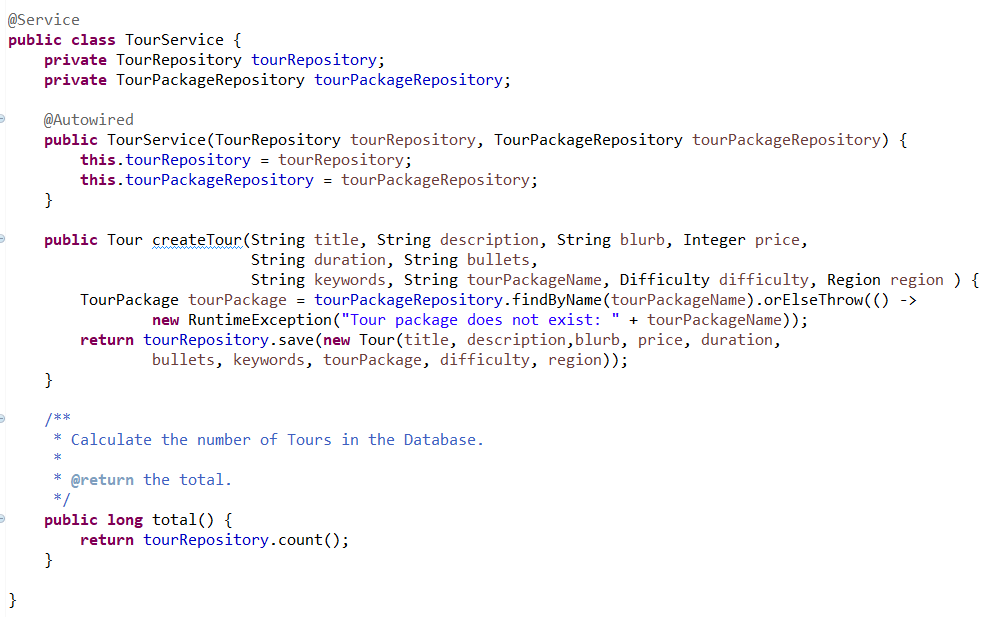 @Service
public class TourService {
    private TourRepository tourRepository;
    private TourPackageRepository tourPackageRepository;

    @Autowired
    public TourService(TourRepository tourRepository, TourPackageRepository tourPackageRepository) {
        this.tourRepository = tourRepository;
        this.tourPackageRepository = tourPackageRepository;
    }

    public Tour createTour(String title, String description, String blurb, Integer price,
                           String duration, String bullets,
                           String keywords, String tourPackageName, Difficulty difficulty, Region region ) {
        TourPackage tourPackage = tourPackageRepository.findByName(tourPackageName).orElseThrow(() ->
                new RuntimeException("Tour package does not exist: " + tourPackageName));
        return tourRepository.save(new Tour(title, description,blurb, price, duration,
                bullets, keywords, tourPackage, difficulty, region));
    }

    /**
     * Calculate the number of Tours in the Database.
     *
     * @return the total.
     */
    public long total() {
        return tourRepository.count();
    }

}